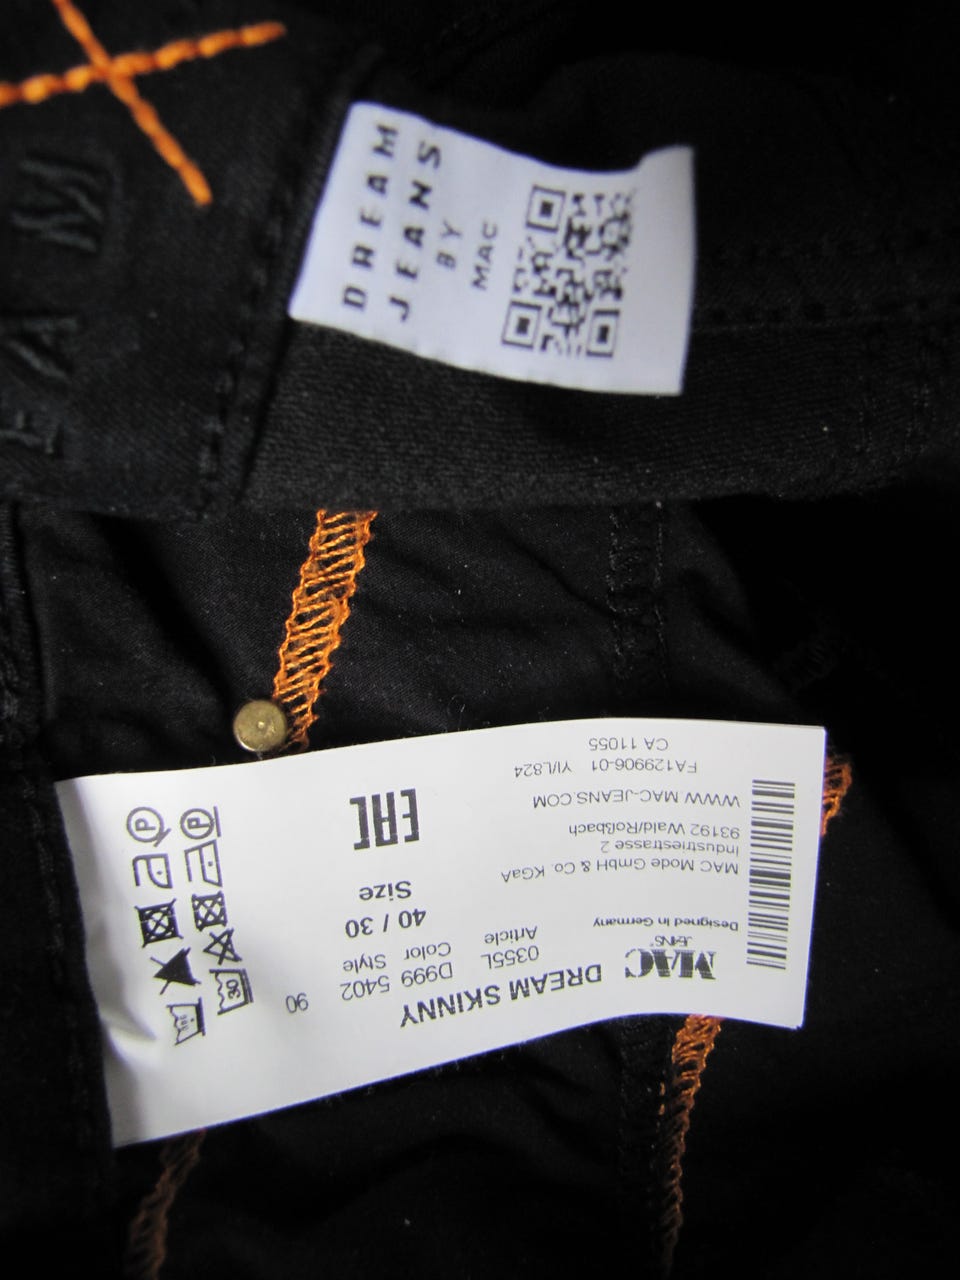 DREAM
JEANS
BY
MAC
MAC
JEANS
Designed in Germany
MAC Mode GmbH & Co. KGaA
Industriestrasse 2
93192 Wald/Roßbach
WWW.MAC-JEANS.COM
FA129906-01 YI/L824
CA 11055
DREAM SKINNY
0355L D999 5402
Article Color Style
90
40 / 30
Size
EAC
30
P
P